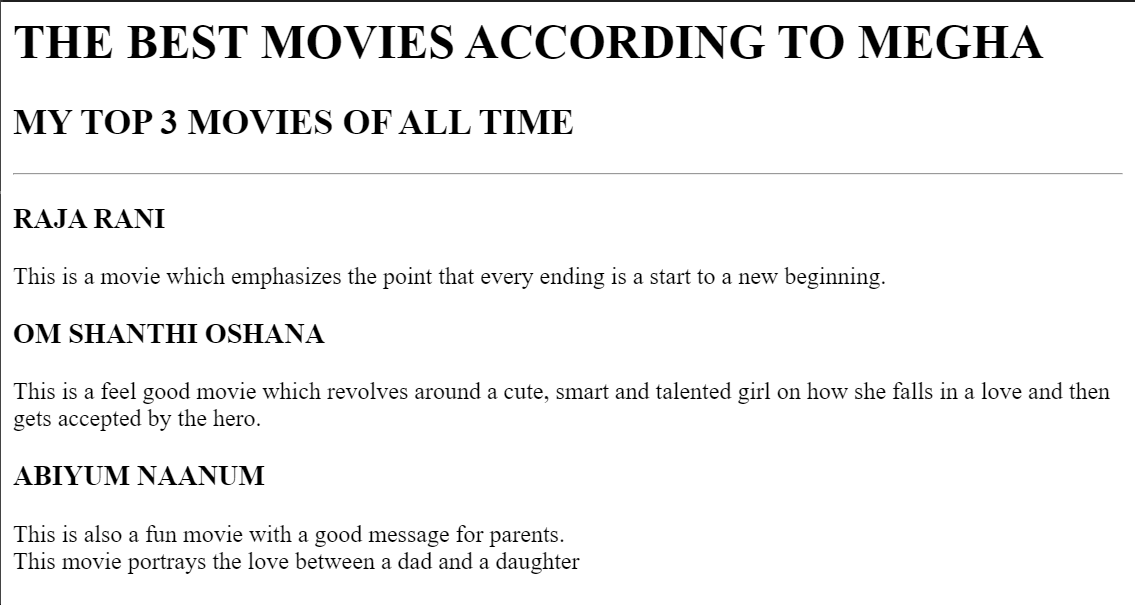 THE BEST MOVIES ACCORDING TO MEGHA
MY TOP 3 MOVIES OF ALL TIME
RAJA RANI
This is a movie which emphasizes the point that every ending is a start to a new beginning.
OM SHANTHI OSHANA
This is a feel good movie which revolves around a cute, smart and talented girl on how she falls in a love and then
gets accepted by the hero.
ABIYUM NAANUM
This is also a fun movie with a good message for parents.
This movie portrays the love between a dad and a daughter